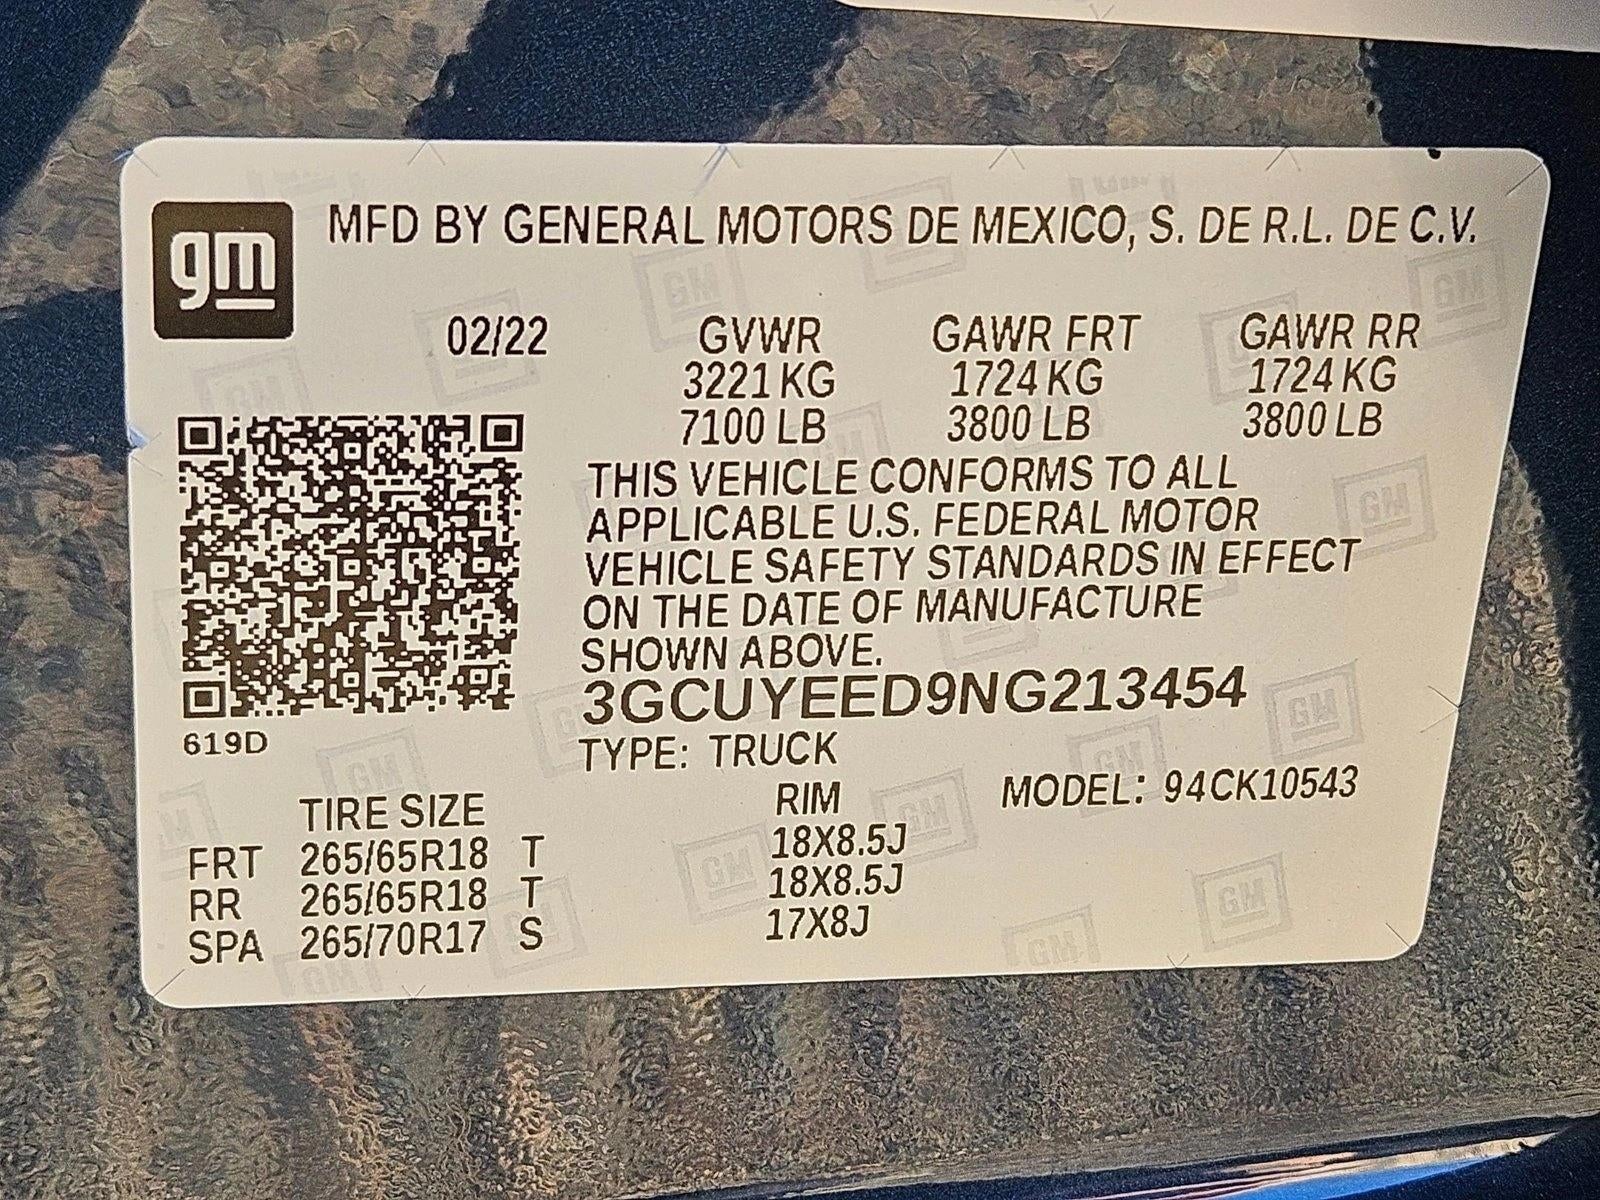 gm
MFD BY GENERAL MOTORS DE MEXICO, S. DE R.L. DE C.V.
02/22
GVWR GAWR FRT GAWR RR
3221 KG 1724 KG 1724 KG
7100 LB 3800 LB 3800 LB
THIS VEHICLE CONFORMS TO ALL
APPLICABLE U.S. FEDERAL MOTOR
VEHICLE SAFETY STANDARDS IN EFFECT
ON THE DATE OF MANUFACTURE
SHOWN ABOVE.
3GCUYEED9NG213454
619D
TYPE: TRUCK
TIRE SIZE RIM MODEL: 94CK10543
FRT 265/65R18 T 18X8.5J
RR 265/65R18 T 18X8.5J
SPA 265/70R17 S 17X8J